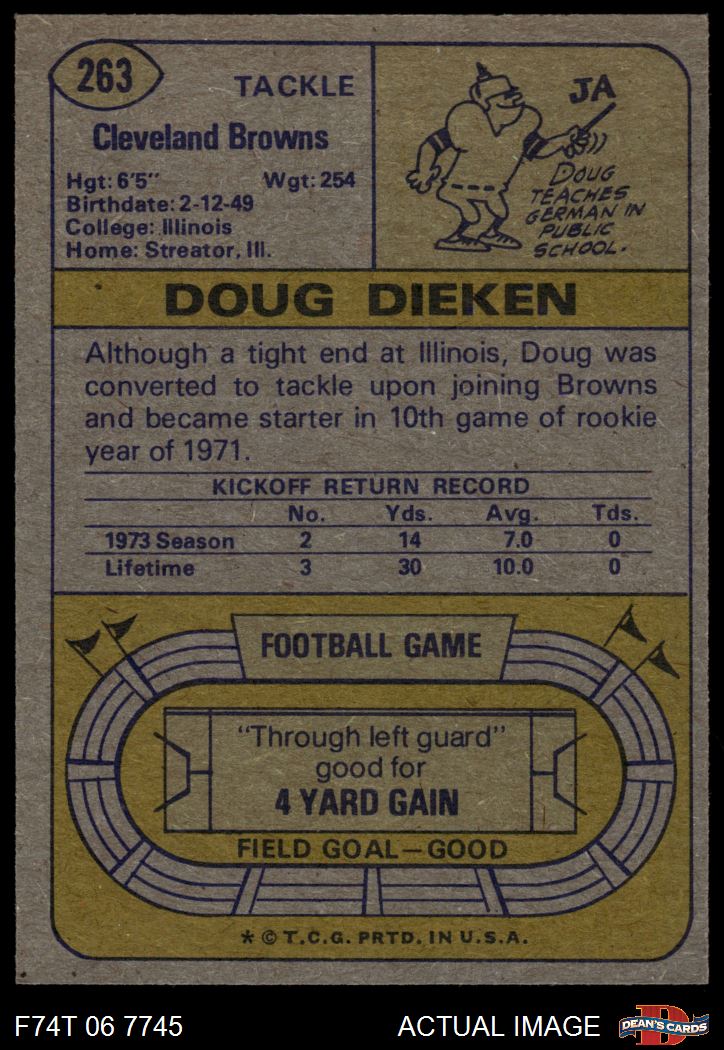 263
TACKLE
Cleveland Browns
Hgt: 6'5" Wgt: 254
Birthdate: 2-12-49
College: Illinois
Home: Streator, Ill.
JA
DOUG
TEACHES
GERMAN IN
PUBLIC
SCHOOL.
DOUG DIEKEN
Although a tight end at Illinois, Doug was
converted to tackle upon joining Browns
and became starter in 10th game of rookie
year of 1971.
KICKOFF RETURN RECORD
No. Yds. Avg. Tds.
1973 Season 2 14 7.0 0
Lifetime 3 30 10.0 0
FOOTBALL GAME
"Through left guard"
good for
4 YARD GAIN
FIELD GOAL—GOOD
* © T.C.G. PRTD. IN U.S.A.
F74T 06 7745 ACTUAL IMAGE
D
DEAN'S CARDS